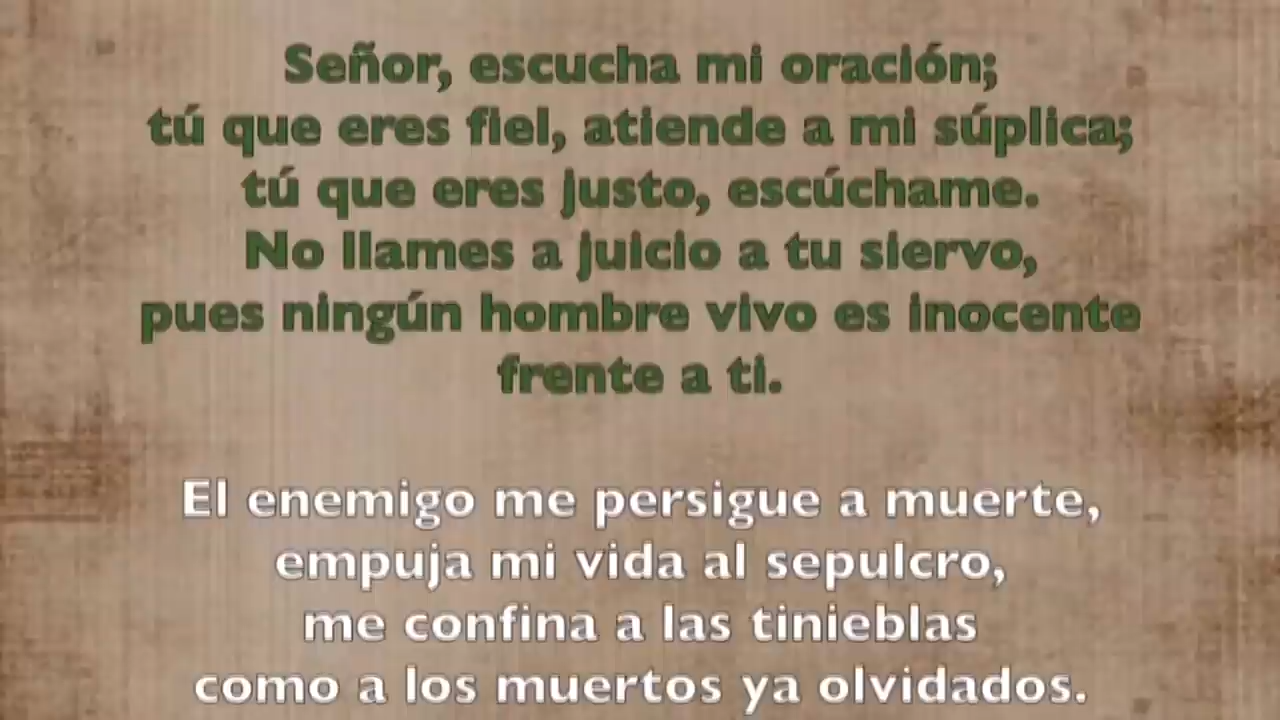 Señor, escucha mi oración;
tú que eres fiel, atiende a mi súplica;
tú que eres justo, escúchame.
No llames a juicio a tu siervo,
pues ningún hombre vivo es inocente
frente a ti.
El enemigo me persigue a muerte,
empuja mi vida al sepulcro,
me confina a las tinieblas
como a los muertos ya olvidados.